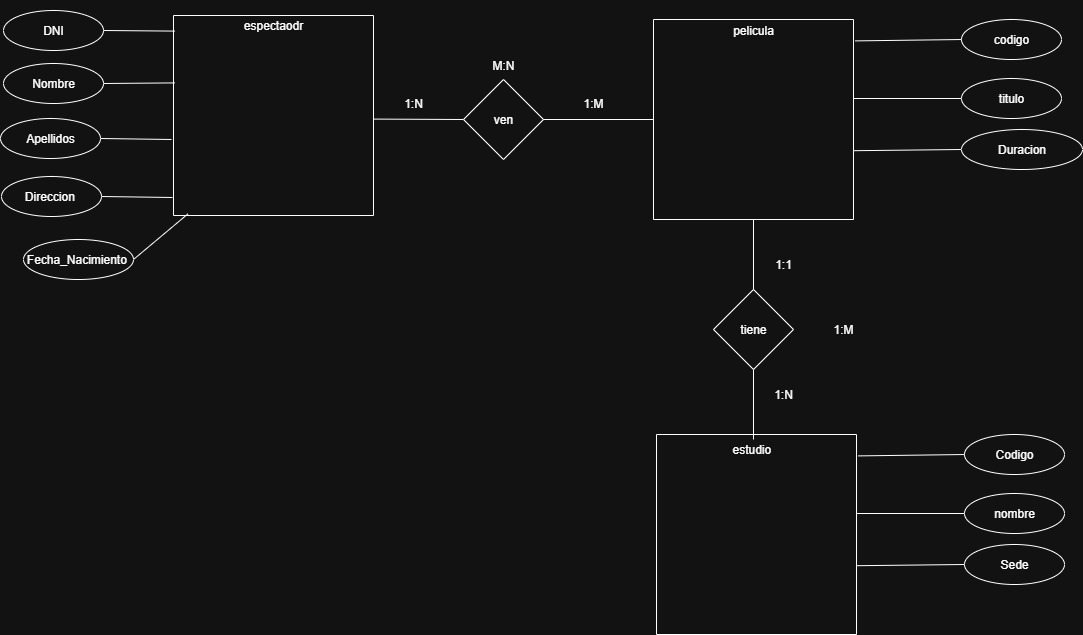 espectaodr
DNI
Nombre
Apellidos
Direccion
Fecha_Nacimiento
M:N
1:N
ven
1:M
pelicula
codigo
titulo
Duracion
1:1
tiene
1:M
1:N
estudio
Codigo
nombre
Sede